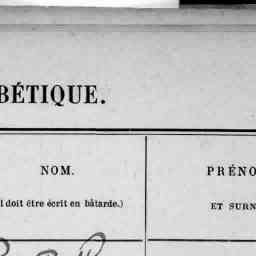 BÉTIQUE.
NOM. PRÉNO
l doit être écrit en bâtarde.) ET SURN